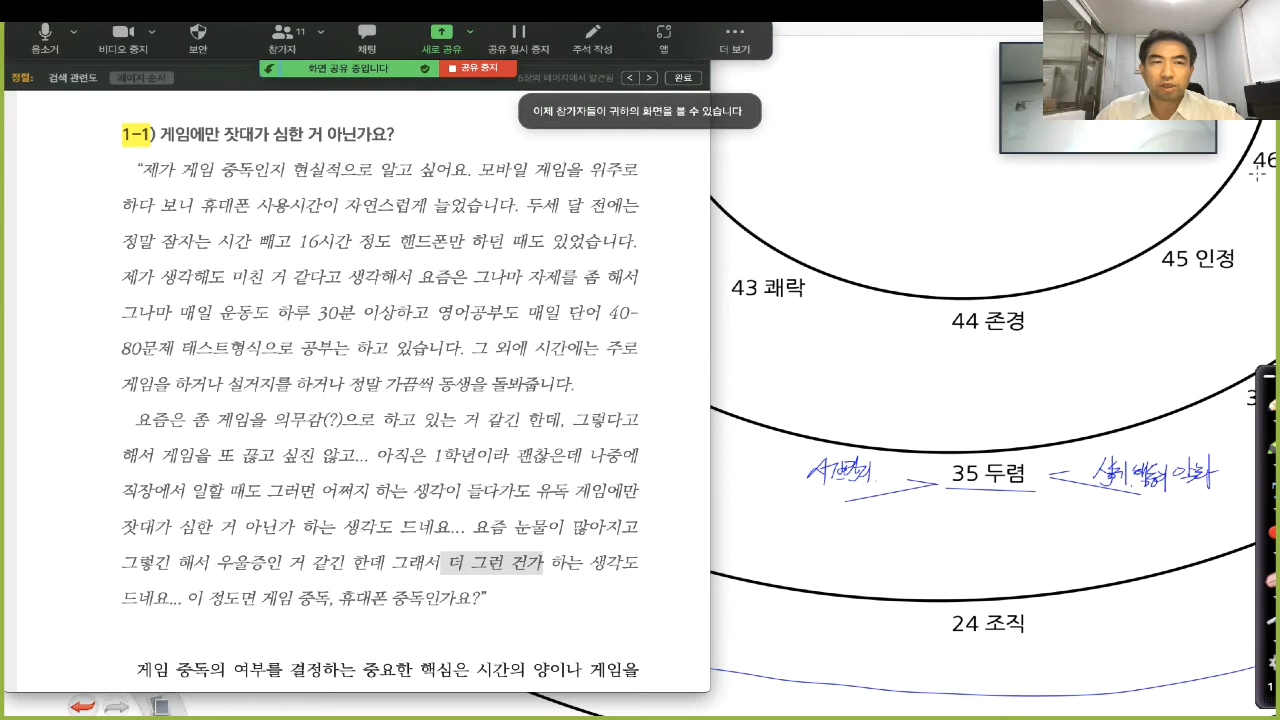 음소거
비디오 중지
보안
11
참가자
채팅
새로 공유
공유 일시 중지
주석 작성
앱
더 보기
화면 공유 중입니다
공유 중지
정렬:
검색 관련도
페이지 순서
페이지에서 발견됨
완료
이제 참가자들이 귀하의 화면을 볼 수 있습니다
1-1) 게임에만 잣대가 심한 거 아닌가요?
“제가 게임 중독인지 현실적으로 알고 싶어요. 모바일 게임을 위주로
하다 보니 휴대폰 사용시간이 자연스럽게 늘었습니다. 두세 달 전에는
정말 잠자는 시간 빼고 16시간 정도 핸드폰만 하던 때도 있었습니다.
제가 생각해도 미친 거 같다고 생각해서 요즘은 그나마 자제를 좀 해서
그나마 매일 운동도 하루 30분 이상하고 영어공부도 매일 단어 40-
80문제 테스트형식으로 공부는 하고 있습니다. 그 외에 시간에는 주로
게임을 하거나 설거지를 하거나 정말 가끔씩 동생을 돌봐줍니다.
요즘은 좀 게임을 의무감(?)으로 하고 있는 거 같긴 한데, 그렇다고
해서 게임을 또 끊고 싶진 않고... 아직은 1학년이라 괜찮은데 나중에
직장에서 일할 때도 그러면 어쩌지 하는 생각이 들다가도 유독 게임에만
잣대가 심한 거 아닌가 하는 생각도 드네요... 요즘 눈물이 많아지고
그렇긴 해서 우울증인 거 같긴 한데 그래서 더 그런 건가 하는 생각도
드네요... 이 정도면 게임 중독, 휴대폰 중독인가요?”
게임 중독의 여부를 결정하는 중요한 핵심은 시간의 양이나 게임을
46
45 인정
43 쾌락
44 존경
35 두렴
24 조직
1